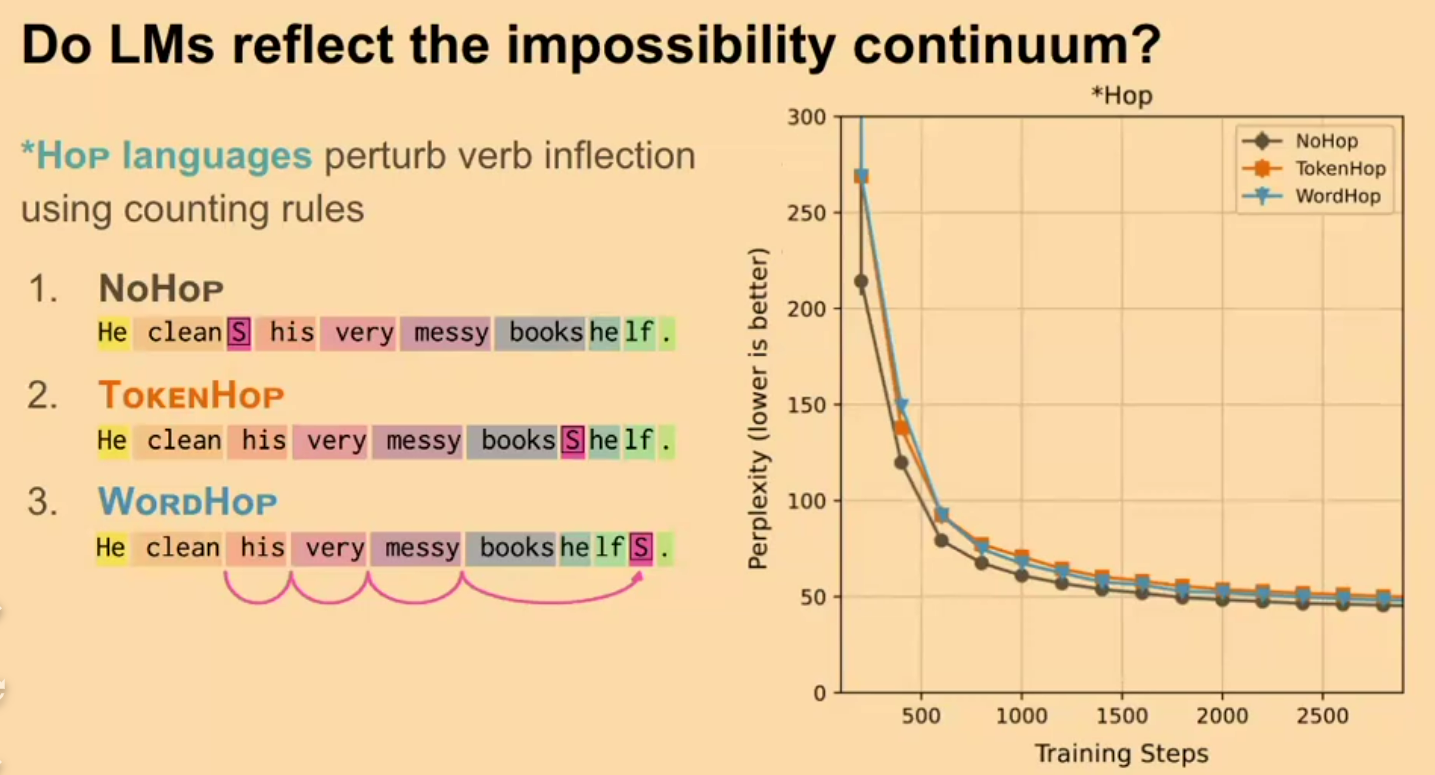 Do LMs reflect the impossibility continuum?
*HOP languages perturb verb inflection
using counting rules
1. NOHOP
He clean S his very messy books he lf .
2. TOKENHOP
He clean his very messy books S he lf .
3. WORDHOP
He clean his very messy books he lf S .
*Hop
NoHop
TokenHop
WordHop
Perplexity (lower is better)
300
250
200
150
100
50
0
500 1000 1500 2000 2500
Training Steps